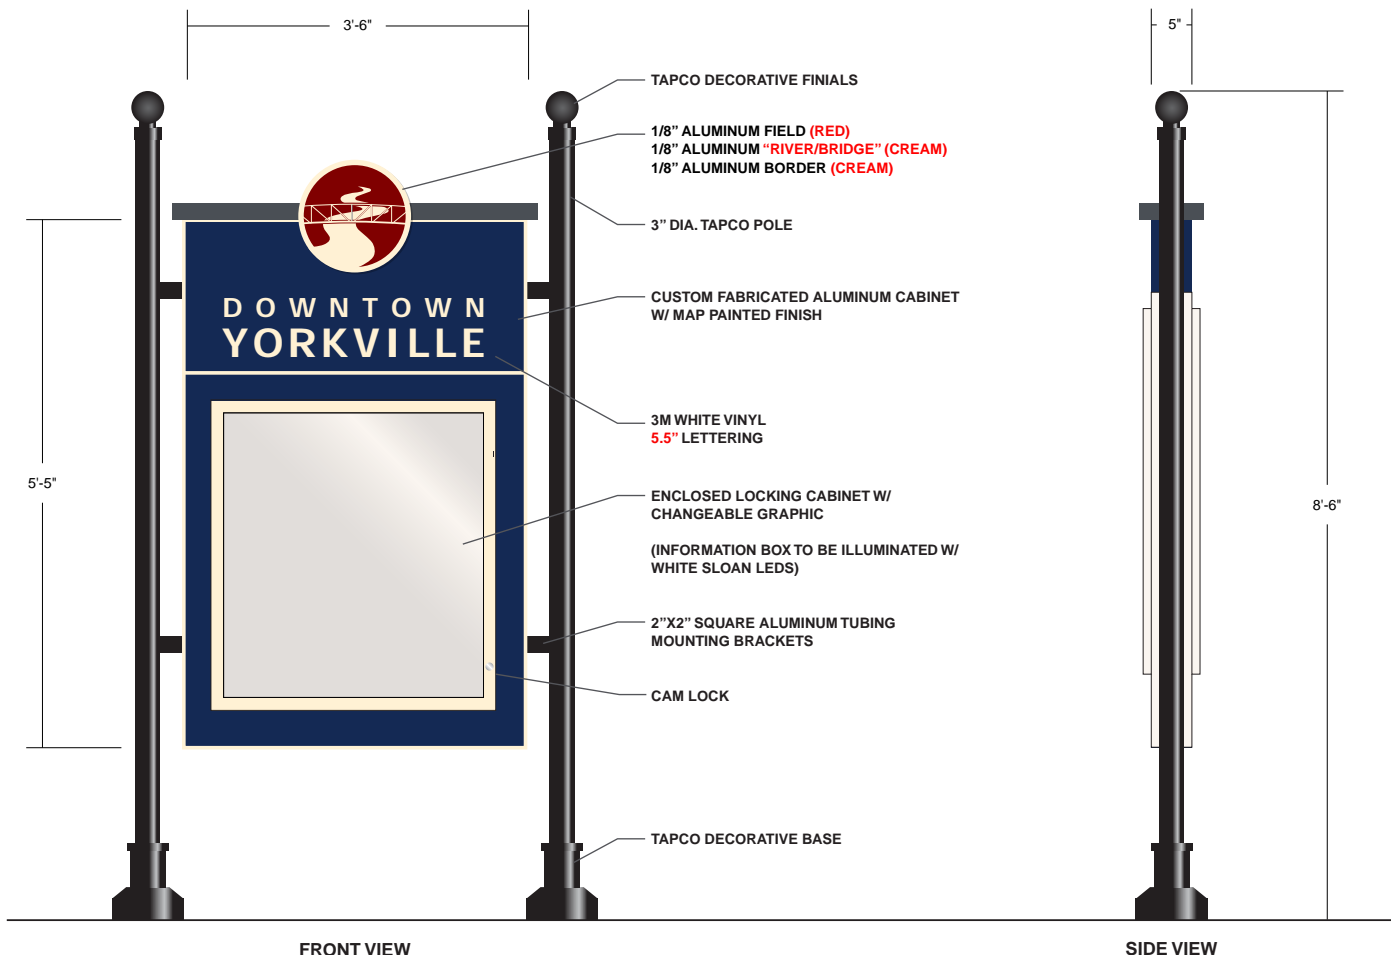 3'-6"
5"
TAPCO DECORATIVE FINIALS
1/8” ALUMINUM FIELD (RED)
1/8” ALUMINUM “RIVER/BRIDGE” (CREAM)
1/8” ALUMINUM BORDER (CREAM)
3” DIA. TAPCO POLE
CUSTOM FABRICATED ALUMINUM CABINET
W/ MAP PAINTED FINISH
DOWNTOWN
YORKVILLE
3M WHITE VINYL
5.5” LETTERING
5'-5"
ENCLOSED LOCKING CABINET W/
CHANGEABLE GRAPHIC
(INFORMATION BOX TO BE ILLUMINATED W/
WHITE SLOAN LEDS)
8'-6"
2”X2” SQUARE ALUMINUM TUBING
MOUNTING BRACKETS
CAM LOCK
TAPCO DECORATIVE BASE
FRONT VIEW
SIDE VIEW